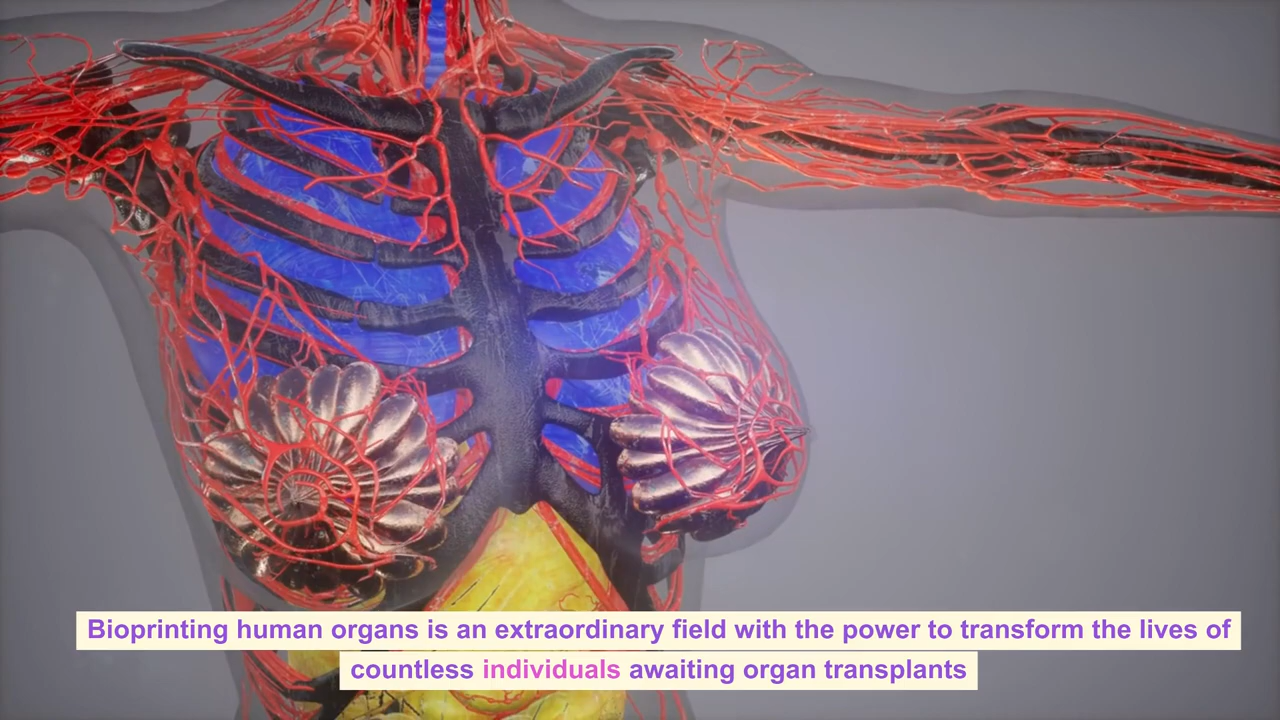 Bioprinting human organs is an extraordinary field with the power to transform the lives of
countless individuals awaiting organ transplants